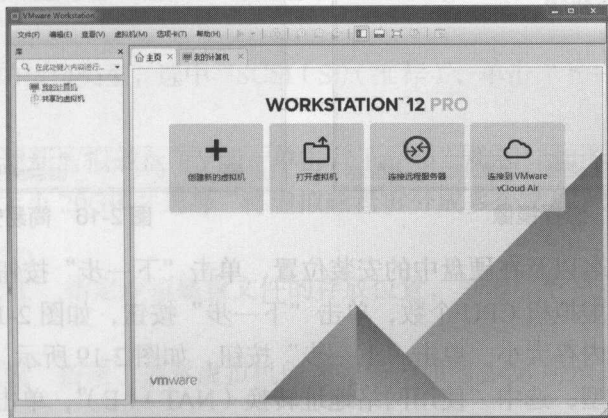 VMware Workstation
文件(F) 编辑(E) 查看(V) 虚拟机(M) 选项卡(T) 帮助(H)
库
主页 我的计算机
在此处键入内容进行...
我的计算机
共享的虚拟机
WORKSTATION™ 12 PRO
创建新的虚拟机
打开虚拟机
连接远程服务器
连接到 VMware
vCloud Air
vmware